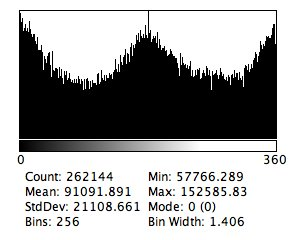 0 360
Count: 262144 Min: 57766.289
Mean: 91091.891 Max: 152585.83
StdDev: 21108.661 Mode: 0 (0)
Bins: 256 Bin Width: 1.406